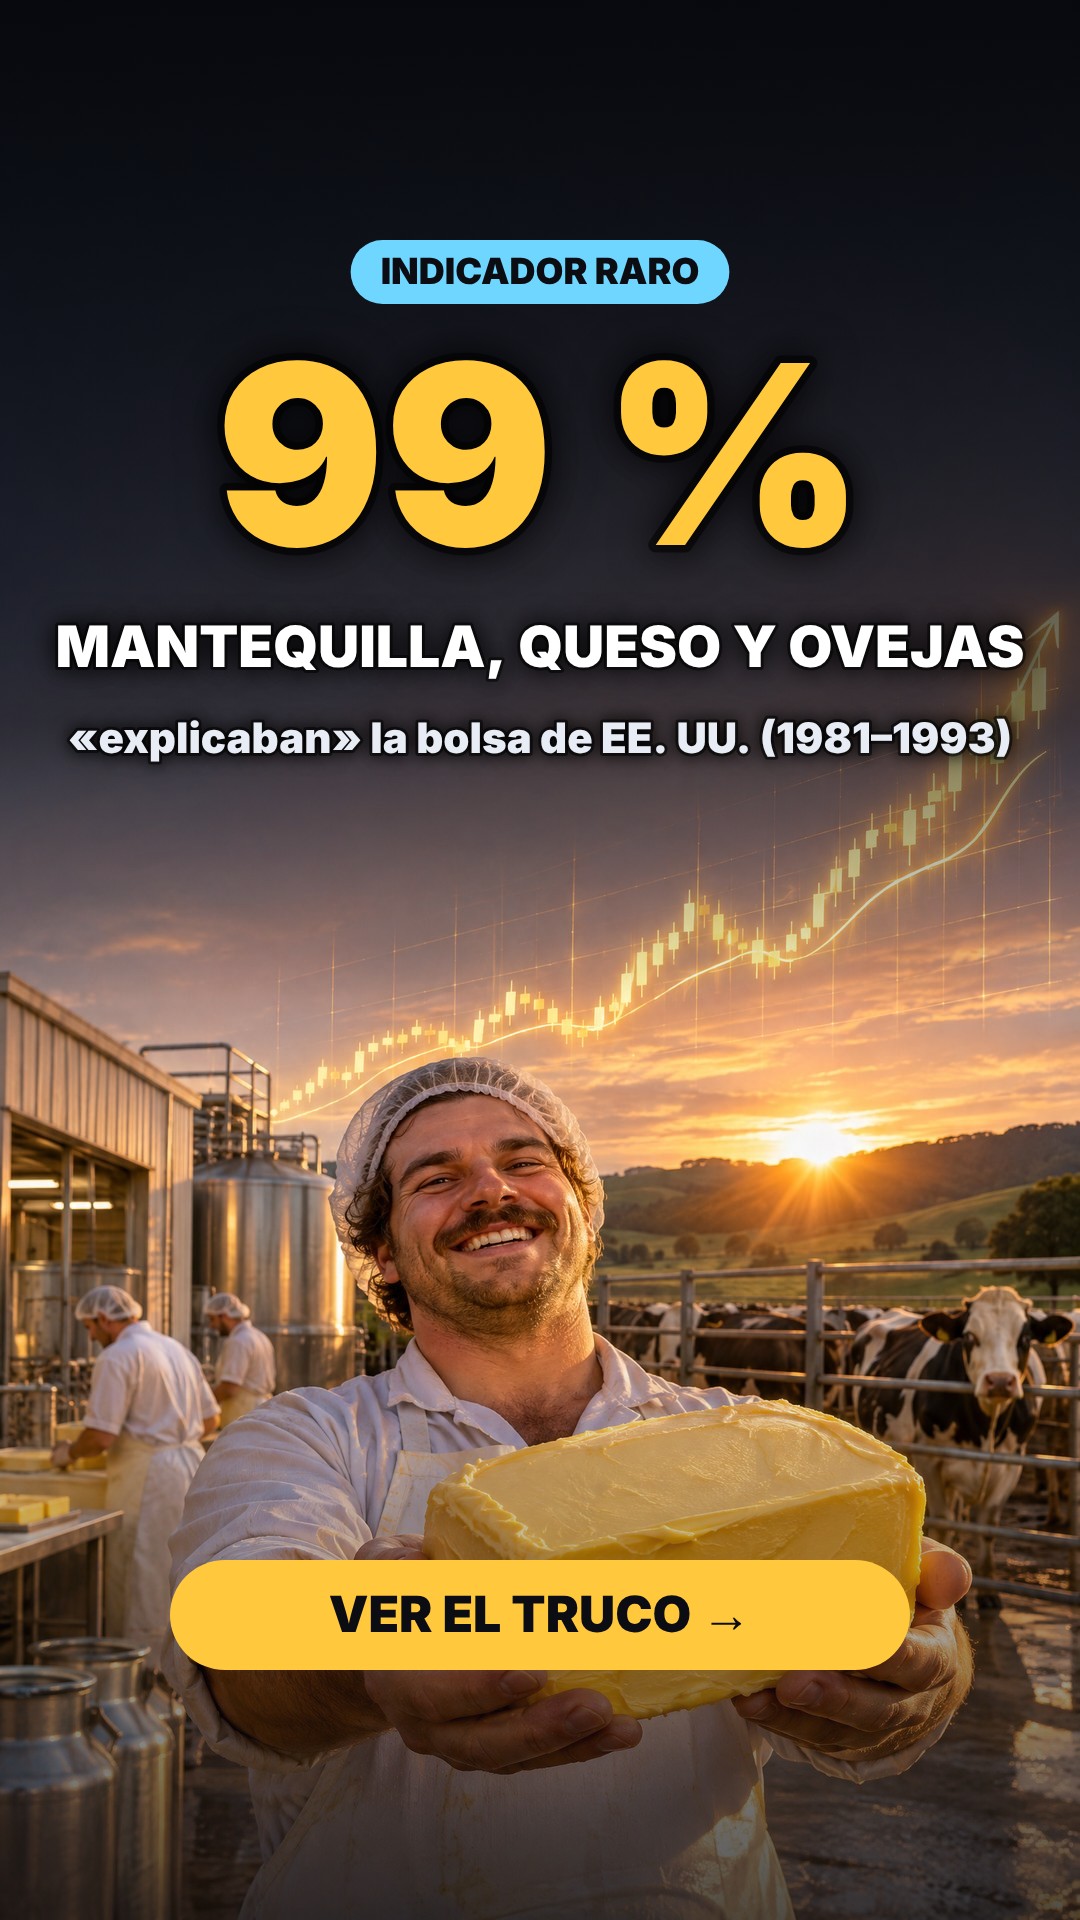 INDICADOR RARO
99 %
MANTEQUILLA, QUESO Y OVEJAS
«explicaban» la bolsa de EE. UU. (1981–1993)
VER EL TRUCO →